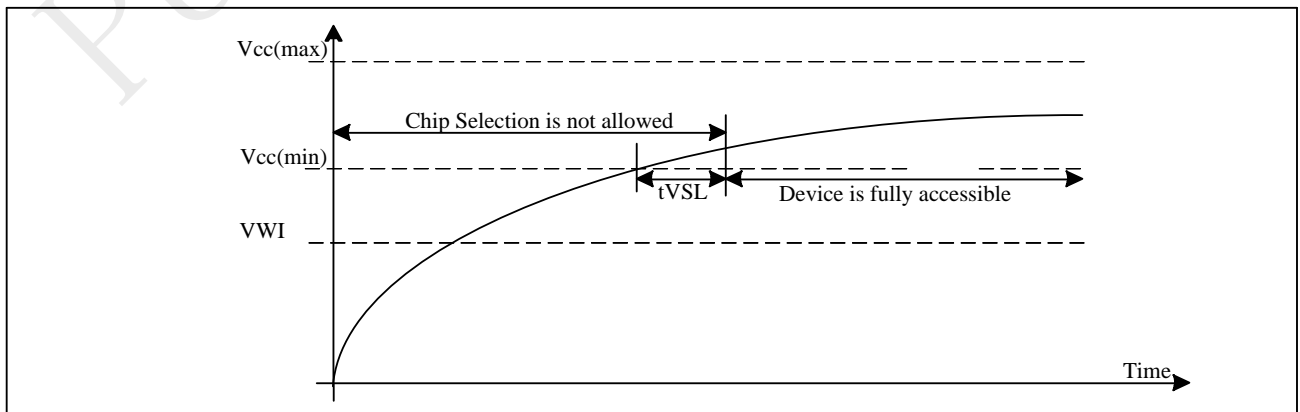 Vcc(max)
Chip Selection is not allowed
Vcc(min)
tVSL
Device is fully accessible
VWI
Time